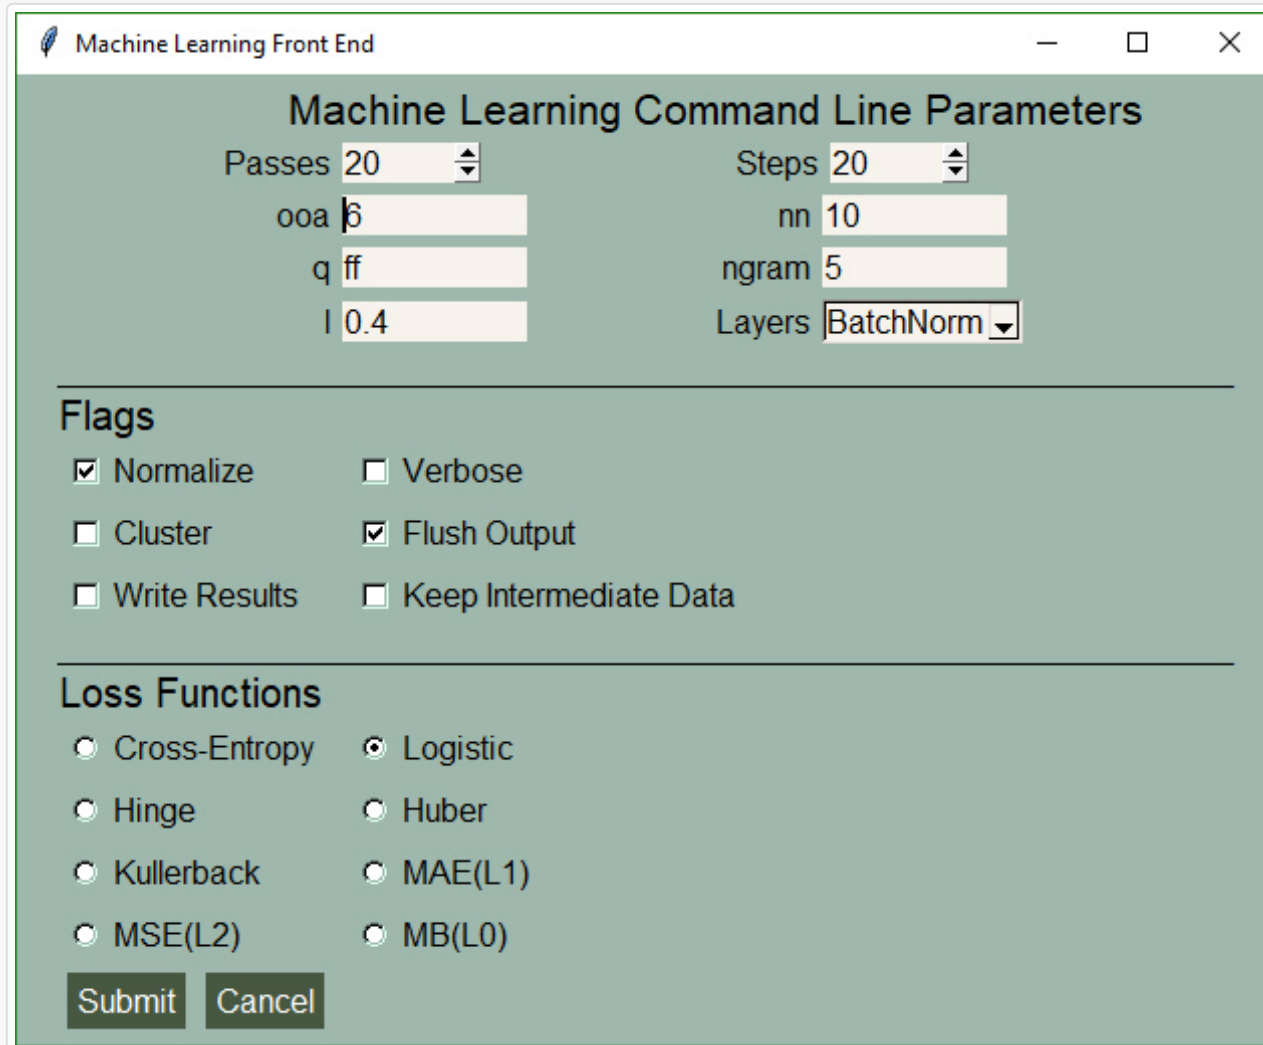 Machine Learning Front End
Machine Learning Command Line Parameters
Passes 20 Steps 20
ooa 6 nn 10
q ff ngram 5
l 0.4 Layers BatchNorm
Flags
Normalize Verbose
Cluster Flush Output
Write Results Keep Intermediate Data
Loss Functions
Cross-Entropy Logistic
Hinge Huber
Kullerback MAE(L1)
MSE(L2) MB(L0)
Submit Cancel